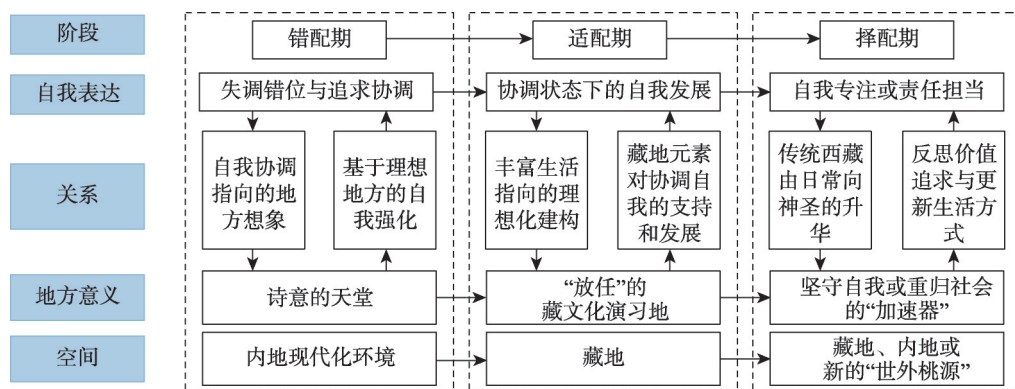 阶段
错配期
适配期
择配期
自我表达
失调错位与追求协调
协调状态下的自我发展
自我专注或责任担当
关系
自我协调
指向的地
方想象
基于理想
地方的自
我强化
丰富生活
指向的理
想化建构
藏地元素
对协调自
我的支持
和发展
传统西藏
由日常向
神圣的升
华
反思价值
追求与更
新生活方
式
地方意义
诗意的天堂
“放任”的
藏文化演习地
坚守自我或重归社会
的“加速器”
空间
内地现代化环境
藏地
藏地、内地或
新的“世外桃源”